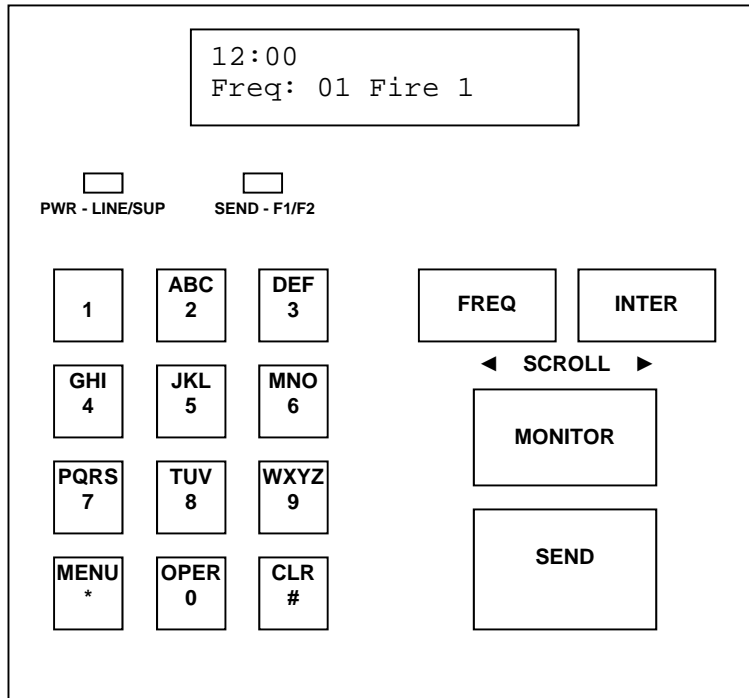 12:00
Freq: 01 Fire 1
PWR - LINE/SUP SEND - F1/F2
1
ABC
2
DEF
3
FREQ INTER
◄ SCROLL ►
GHI
4
JKL
5
MNO
6
MONITOR
PQRS
7
TUV
8
WXYZ
9
SEND
MENU
*
OPER
0
CLR
#